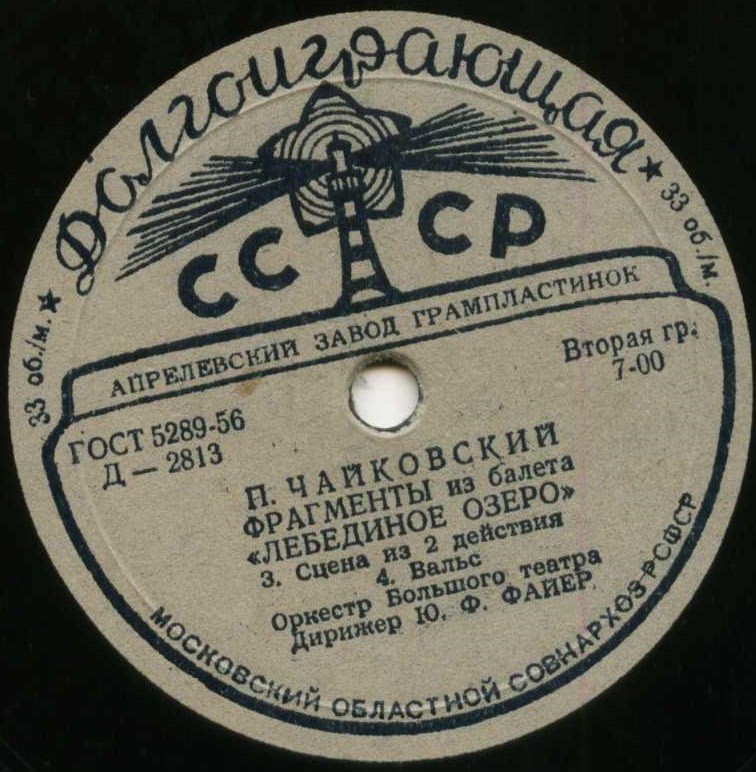 Долгоиграющая
33 об./м. ★
★ 33 об./м.
СССР
АПРЕЛЕВСКИЙ ЗАВОД ГРАМПЛАСТИНОК
ГОСТ 5289-56
Д — 2813
Вторая гр.
7-00
П. ЧАЙКОВСКИЙ
ФРАГМЕНТЫ из балета
«ЛЕБЕДИНОЕ ОЗЕРО»
3. Сцена из 2 действия
4. Вальс
Оркестр Большого театра
Дирижер Ю. Ф. ФАЙЕР
МОСКОВСКИЙ ОБЛАСТНОЙ СОВНАРХОЗ РСФСР